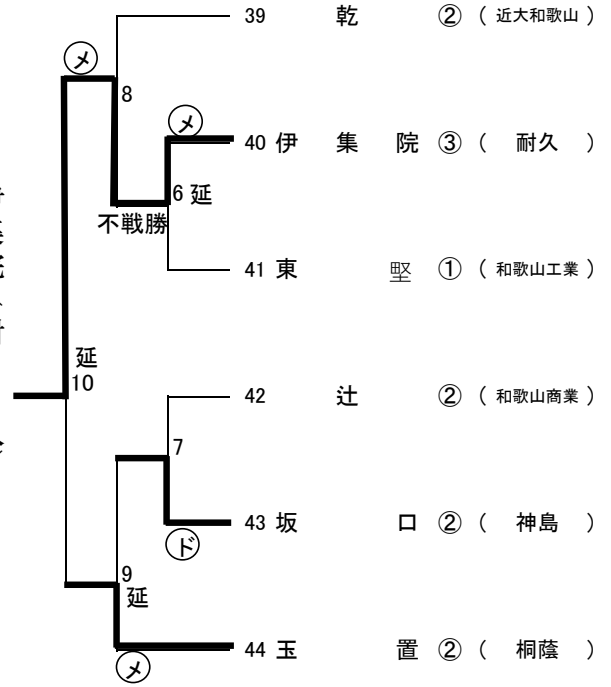 39 乾 ② ( 近大和歌山 )
メ
8
メ
40 伊集院 ③ ( 耐久 )
6 延
不戦勝
41 東 堅 ① ( 和歌山工業 )
延
10
42 辻 ② ( 和歌山商業 )
7
43 坂口 ② ( 神島 )
ド
9
延
44 玉置 ② ( 桐蔭 )
メ